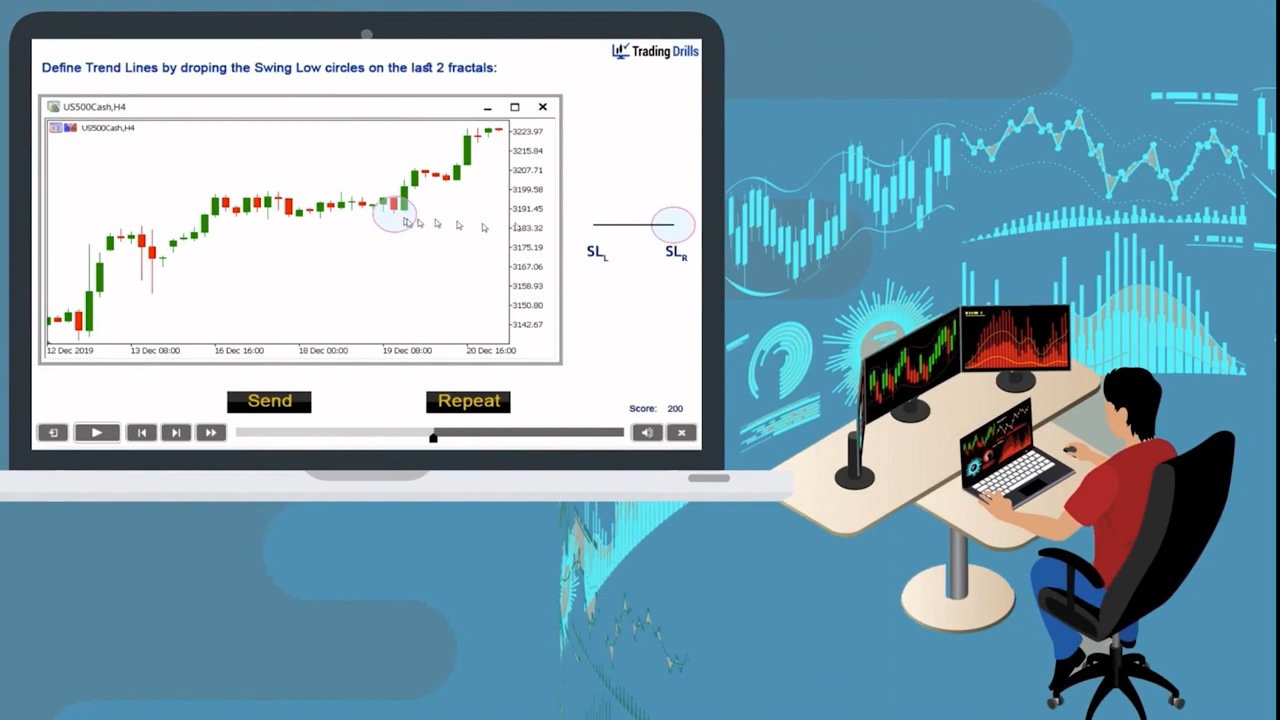 Trading Drills
Define Trend Lines by droping the Swing Low circles on the last 2 fractals:
US500Cash,H4
US500Cash,H4
3223.97
3215.84
3207.71
3199.58
3191.45
3183.32
3175.19
3167.06
3158.93
3150.80
3142.67
12 Dec 2019 13 Dec 08:00 16 Dec 16:00 18 Dec 00:00 19 Dec 08:00 20 Dec 16:00
SLL SLR
Send Repeat
Score: 200